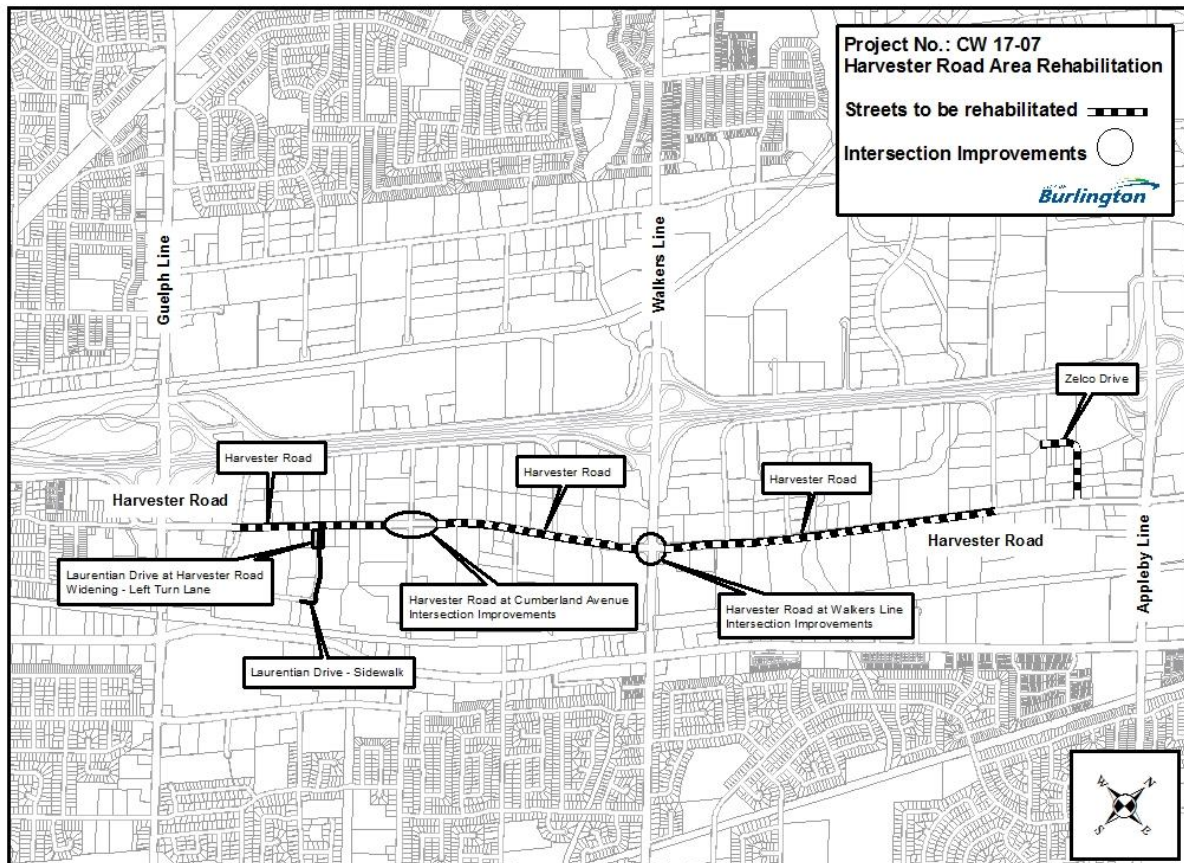 Project No.: CW 17-07
Harvester Road Area Rehabilitation
Streets to be rehabilitated
Intersection Improvements
Burlington
Guelph Line
Walkers Line
Zelco Drive
Harvester Road
Harvester Road
Harvester Road
Harvester Road
Harvester Road
Appleby Line
Laurentian Drive at Harvester Road
Widening - Left Turn Lane
Harvester Road at Cumberland Avenue
Intersection Improvements
Harvester Road at Walkers Line
Intersection Improvements
Laurentian Drive - Sidewalk
W
N
S
E